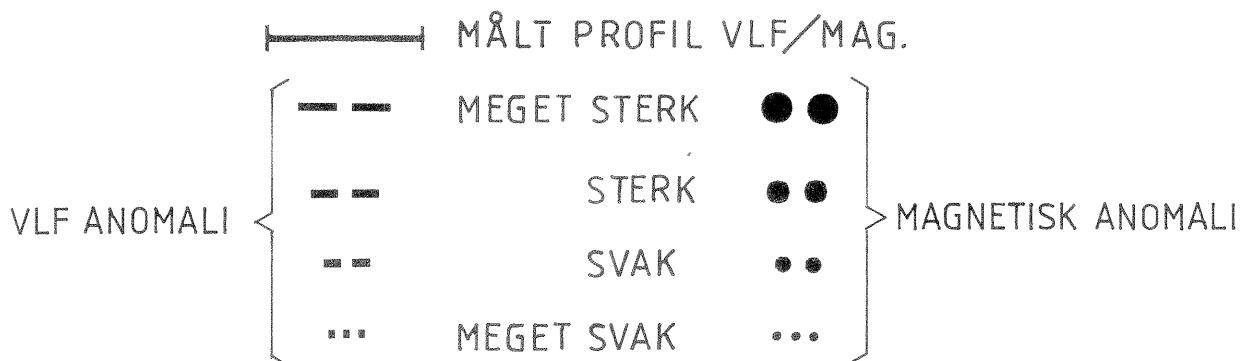 MÅLT PROFIL VLF/MAG.
MEGET STERK
STERK
VLF ANOMALI
MAGNETISK ANOMALI
SVAK
MEGET SVAK